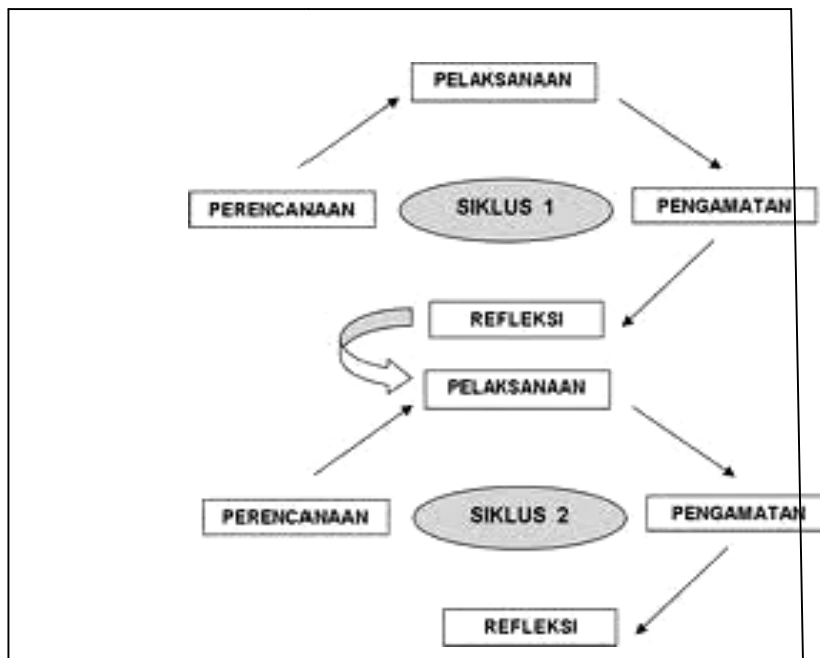 PELAKSANAAN
PERENCANAAN
SIKLUS 1
PENGAMATAN
REFLEKSI
PELAKSANAAN
PERENCANAAN
SIKLUS 2
PENGAMATAN
REFLEKSI